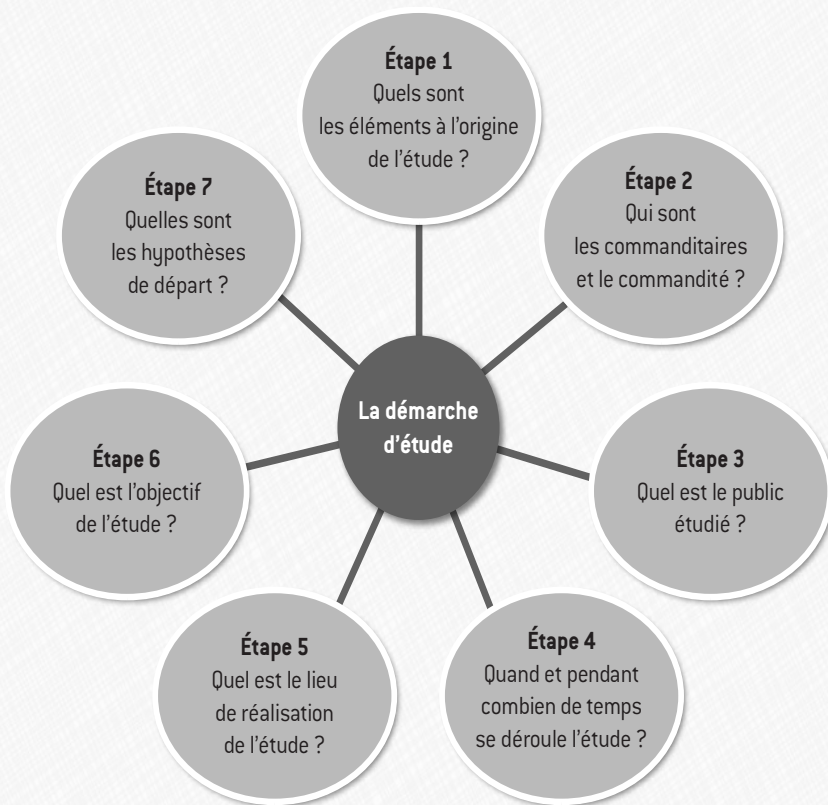 Étape 1
Quels sont
les éléments à l'origine
de l'étude ?
Étape 2
Qui sont
les commanditaires
et le commandité ?
Étape 3
Quel est le public
étudié ?
Étape 4
Quand et pendant
combien de temps
se déroule l'étude ?
Étape 5
Quel est le lieu
de réalisation
de l'étude ?
Étape 6
Quel est l'objectif
de l'étude ?
Étape 7
Quelles sont
les hypothèses
de départ ?
La démarche
d'étude